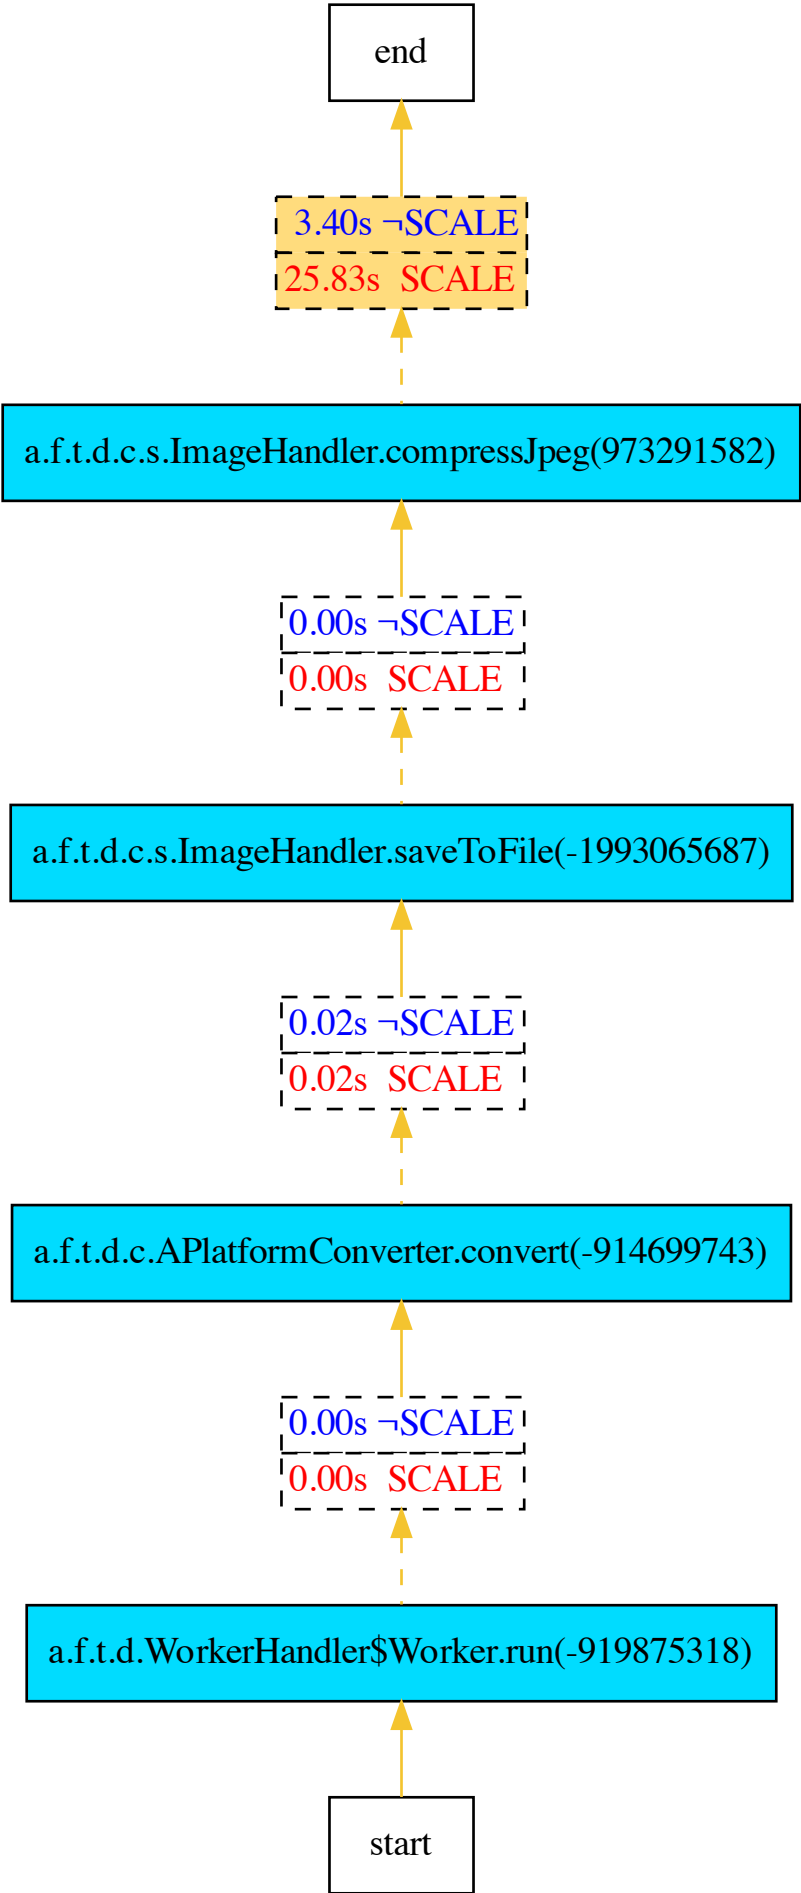 end
3.40s ¬SCALE
25.83s SCALE
a.f.t.d.c.s.ImageHandler.compressJpeg(973291582)
0.00s ¬SCALE
0.00s SCALE
a.f.t.d.c.s.ImageHandler.saveToFile(-1993065687)
0.02s ¬SCALE
0.02s SCALE
a.f.t.d.c.APlatformConverter.convert(-914699743)
0.00s ¬SCALE
0.00s SCALE
a.f.t.d.WorkerHandler$Worker.run(-919875318)
start